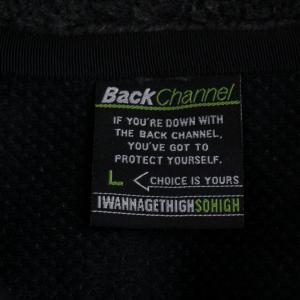 BackChannel
IF YOU'RE DOWN WITH
THE BACK CHANNEL,
YOU'VE GOT TO
PROTECT YOURSELF.
L CHOICE IS YOURS
IWANNAGETHIGHSOHIGH